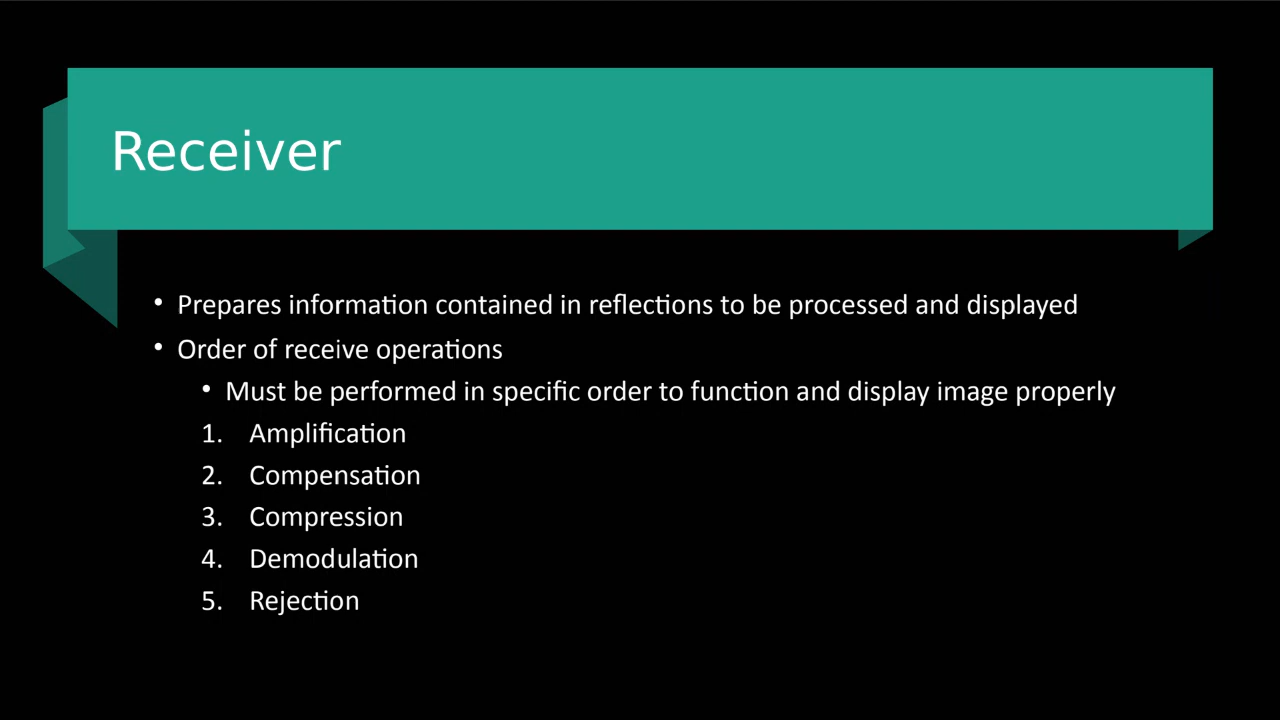 Receiver
• Prepares information contained in reflections to be processed and displayed
• Order of receive operations
• Must be performed in specific order to function and display image properly
1. Amplification
2. Compensation
3. Compression
4. Demodulation
5. Rejection